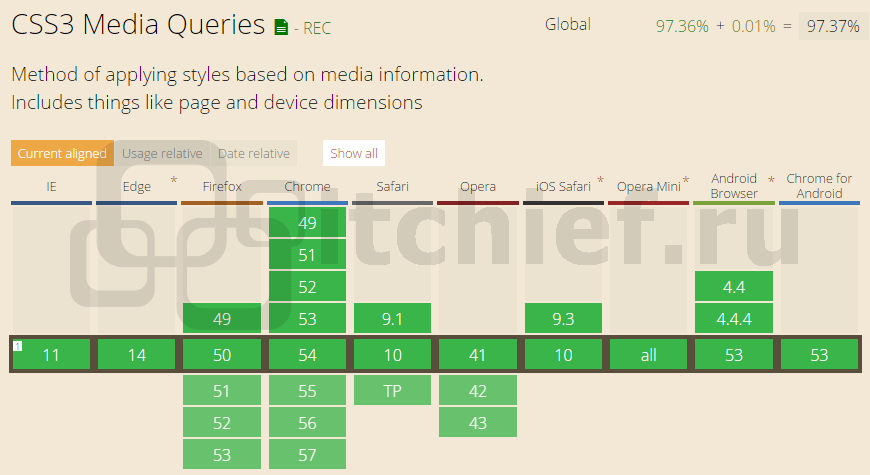 CSS3 Media Queries - REC
Global 97.36% + 0.01% = 97.37%
Method of applying styles based on media information.
Includes things like page and device dimensions
Current aligned Usage relative Date relative Show all
IE Edge * Firefox Chrome Safari Opera iOS Safari * Opera Mini * Android Browser * Chrome for Android
49
51
52 4.4
49 53 9.1 9.3 4.4.4
1 11 14 50 54 10 41 10 all 53 53
51 55 TP 42
52 56 43
53 57
itchief.ru